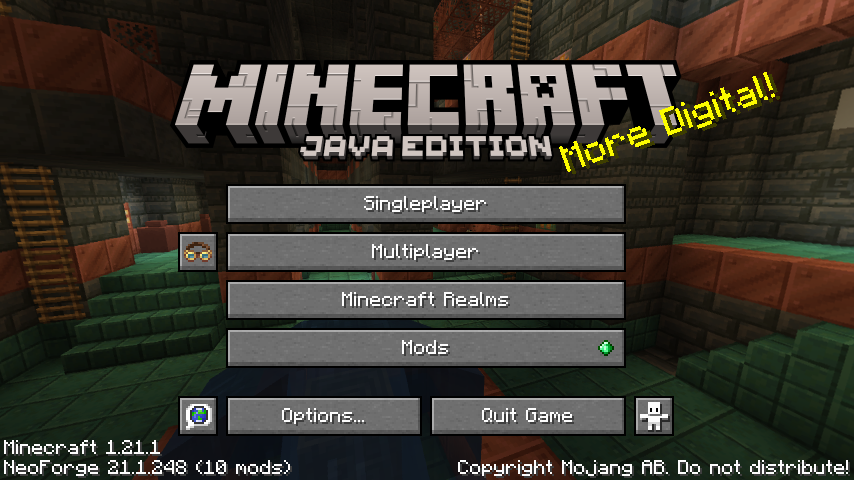 MINECRAFT
JAVA EDITION
More Digital!
Singleplayer
Multiplayer
Minecraft Realms
Mods
Options...
Quit Game
Minecraft 1.21.1
NeoForge 21.1.248 (10 mods)
Copyright Mojang AB. Do not distribute!